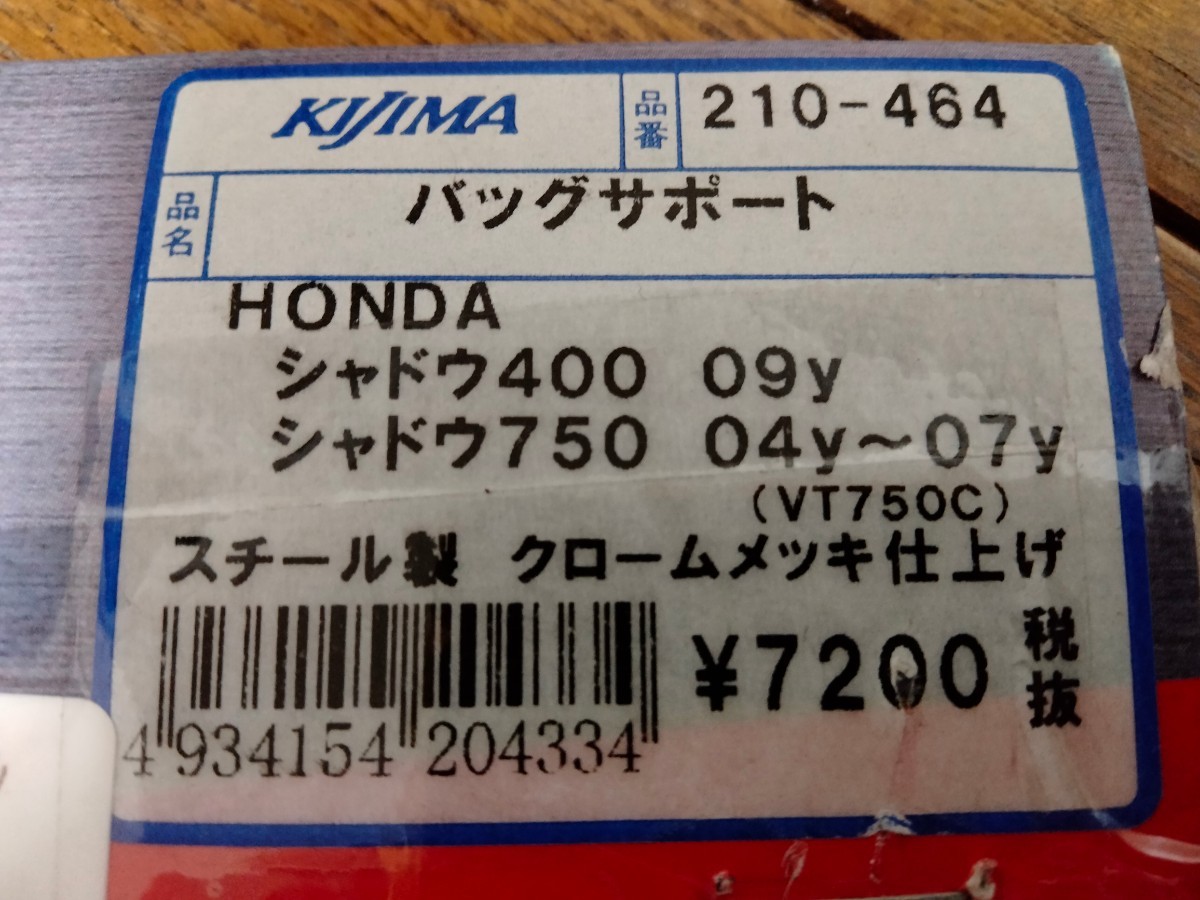 KIJIMA
品番
210-464
品名
バッグサポート
HONDA
シャドウ400 09y
シャドウ750 04y～07y
(VT750C)
スチール製 クロームメツキ仕上げ
¥7200 税抜
4 934154 204334